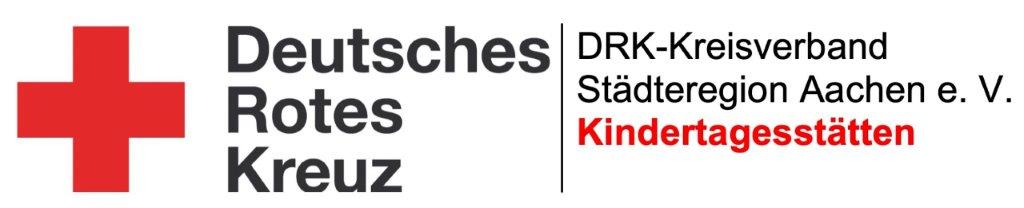 Deutsches
Rotes
Kreuz
DRK-Kreisverband
Städteregion Aachen e. V.
Kindertagesstätten